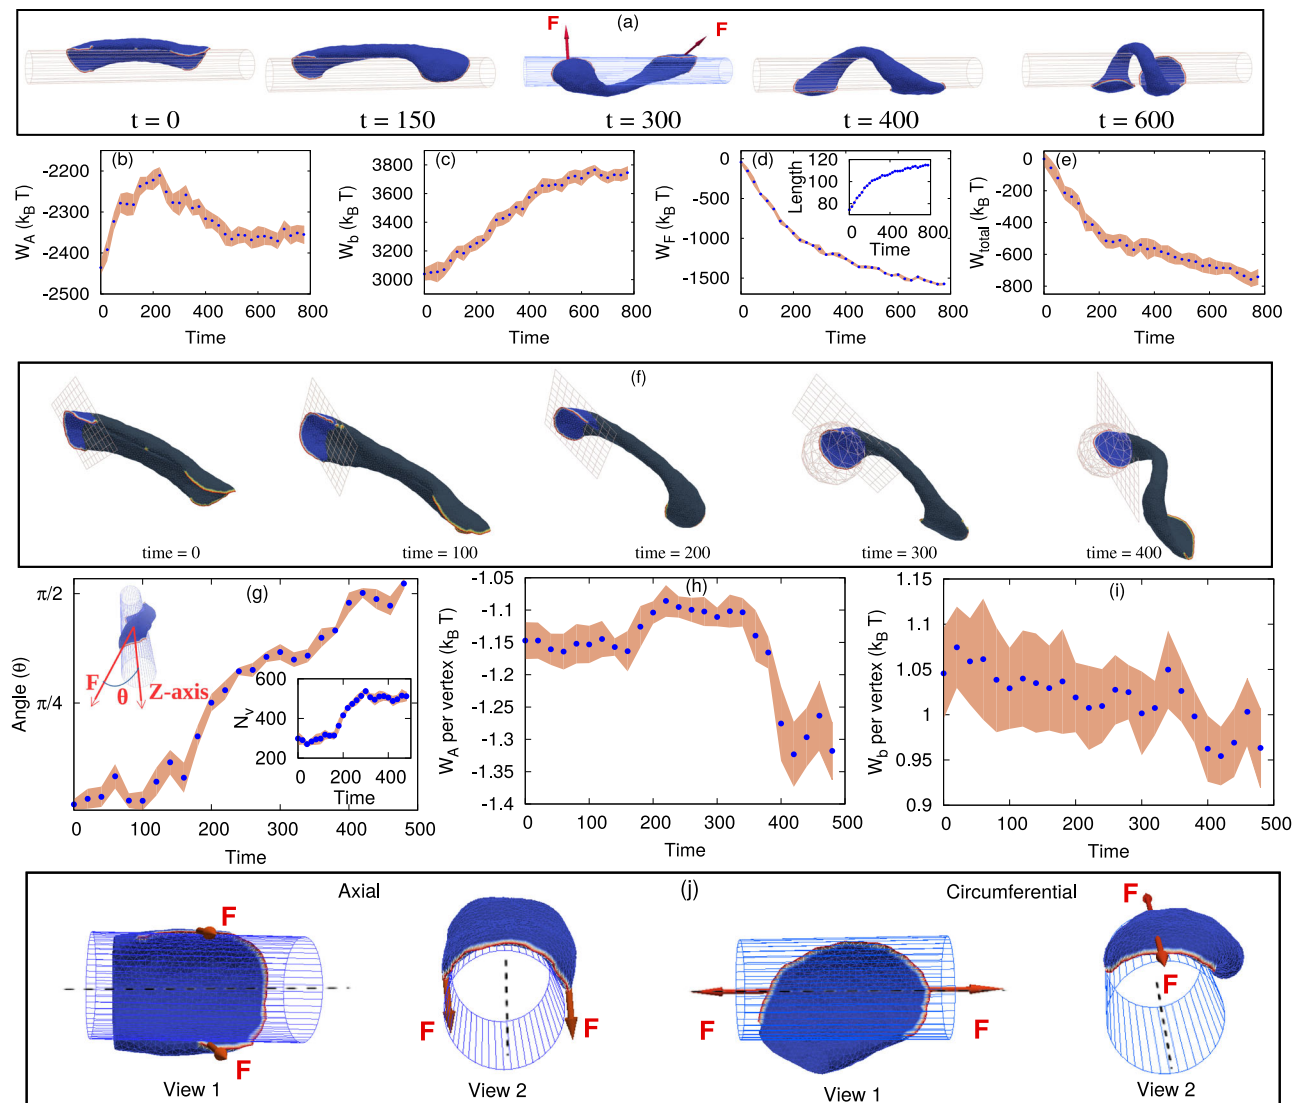 (a)
F
F
t = 0
t = 150
t = 300
t = 400
t = 600
(b)
W_A (k_B T)
-2200
-2300
-2400
-2500
0 200 400 600 800
Time
(c)
W_b (k_B T)
3800
3600
3400
3200
3000
0 200 400 600 800
Time
(d)
W_F (k_B T)
0
-500
-1000
-1500
0 200 400 600 800
Time
Length
120
100
80
0 400 800
Time
(e)
W_total (k_B T)
0
-200
-400
-600
-800
0 200 400 600 800
Time
(f)
time = 0
time = 100
time = 200
time = 300
time = 400
(g)
Angle (θ)
π/2
π/4
0 100 200 300 400 500
Time
F
θ
Z-axis
N_v
600
400
200
0 200 400
Time
(h)
W_A per vertex (k_B T)
-1.05
-1.1
-1.15
-1.2
-1.25
-1.3
-1.35
-1.4
0 100 200 300 400 500
Time
(i)
W_b per vertex (k_B T)
1.15
1.1
1.05
1
0.95
0.9
0 100 200 300 400 500
Time
(j)
Axial
Circumferential
F
F
View 1
F
F
View 2
F
F
View 1
F
F
View 2